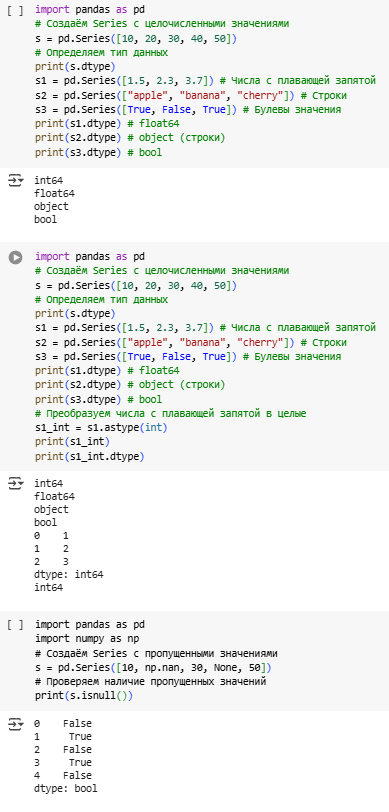 [ ] import pandas as pd
# Создаём Series с целочисленными значениями
s = pd.Series([10, 20, 30, 40, 50])
# Определяем тип данных
print(s.dtype)
s1 = pd.Series([1.5, 2.3, 3.7]) # Числа с плавающей запятой
s2 = pd.Series(["apple", "banana", "cherry"]) # Строки
s3 = pd.Series([True, False, True]) # Булевы значения
print(s1.dtype) # float64
print(s2.dtype) # object (строки)
print(s3.dtype) # bool
int64
float64
object
bool
import pandas as pd
# Создаём Series с целочисленными значениями
s = pd.Series([10, 20, 30, 40, 50])
# Определяем тип данных
print(s.dtype)
s1 = pd.Series([1.5, 2.3, 3.7]) # Числа с плавающей запятой
s2 = pd.Series(["apple", "banana", "cherry"]) # Строки
s3 = pd.Series([True, False, True]) # Булевы значения
print(s1.dtype) # float64
print(s2.dtype) # object (строки)
print(s3.dtype) # bool
# Преобразуем числа с плавающей запятой в целые
s1_int = s1.astype(int)
print(s1_int)
print(s1_int.dtype)
int64
float64
object
bool
0    1
1    2
2    3
dtype: int64
int64
[ ] import pandas as pd
import numpy as np
# Создаём Series с пропущенными значениями
s = pd.Series([10, np.nan, 30, None, 50])
# Проверяем наличие пропущенных значений
print(s.isnull())
0    False
1     True
2    False
3     True
4    False
dtype: bool